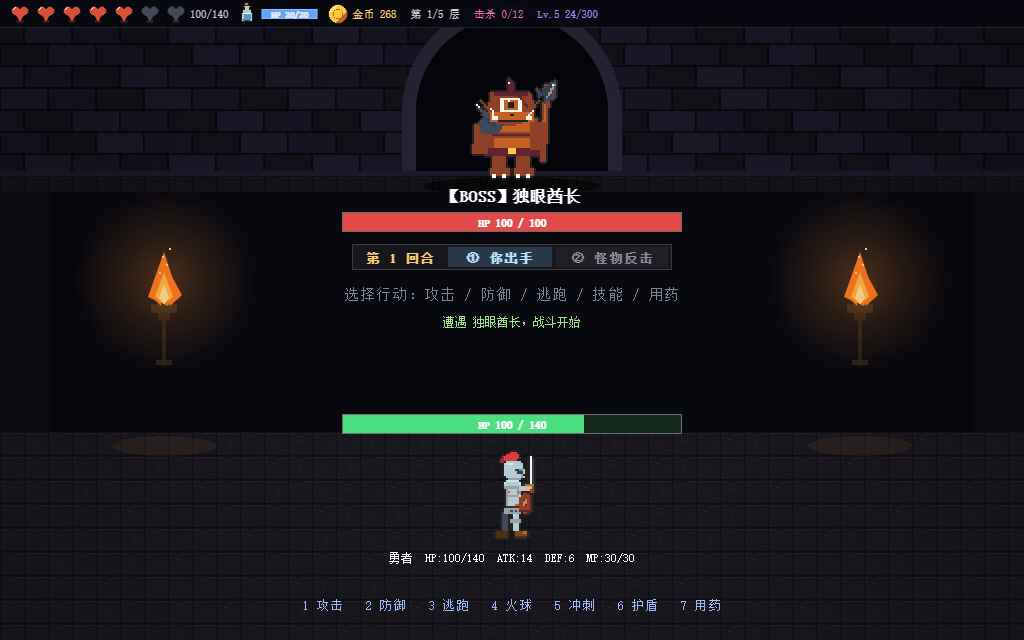 100/140 MP 30/30 金币 268 第 1/5 层 击杀 0/12 Lv.5 24/300
【BOSS】独眼酋长
HP 100 / 100
第 1 回合 ① 你出手 ② 怪物反击
选择行动：攻击 / 防御 / 逃跑 / 技能 / 用药
遭遇 独眼酋长，战斗开始
HP 100 / 140
勇者 HP:100/140 ATK:14 DEF:6 MP:30/30
1 攻击 2 防御 3 逃跑 4 火球 5 冲刺 6 护盾 7 用药